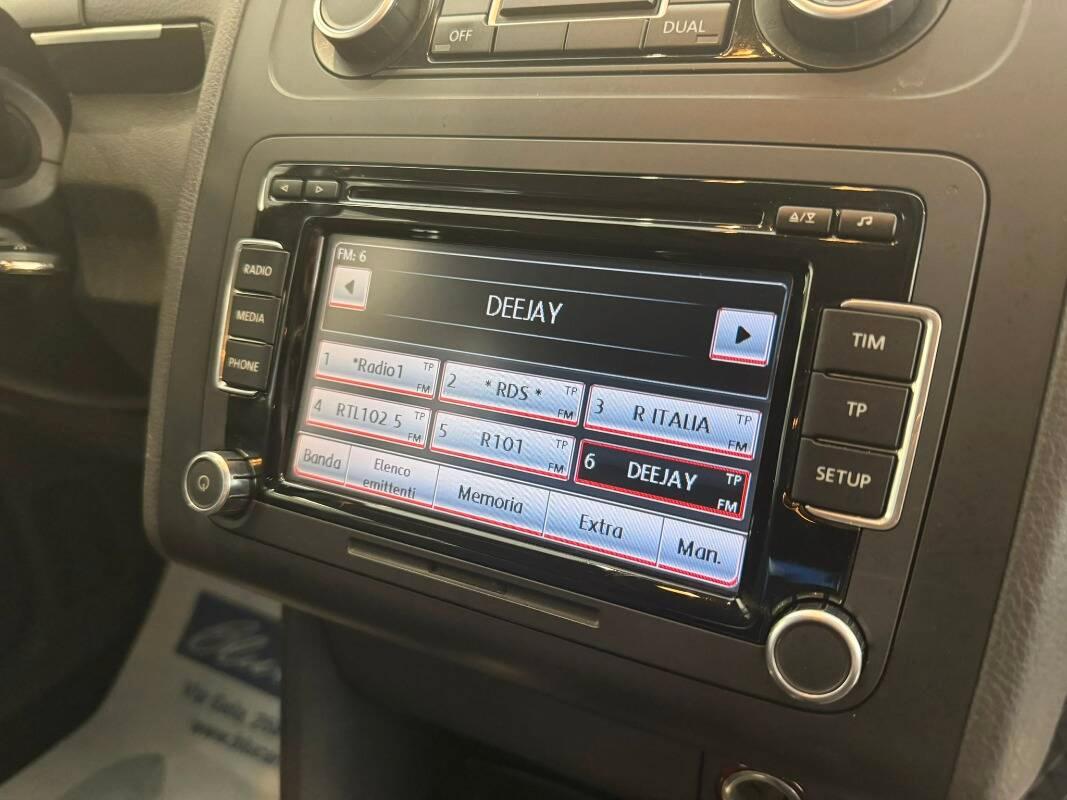 OFF
DUAL
RADIO
MEDIA
PHONE
FM: 6
DEEJAY
1 *Radio1 TP FM
2 * RDS * TP FM
3 R ITALIA TP FM
4 RTL102 5 TP FM
5 R101 TP FM
6 DEEJAY TP FM
Banda
Elenco
emittenti
Memoria
Extra
Man.
TIM
TP
SETUP
Via